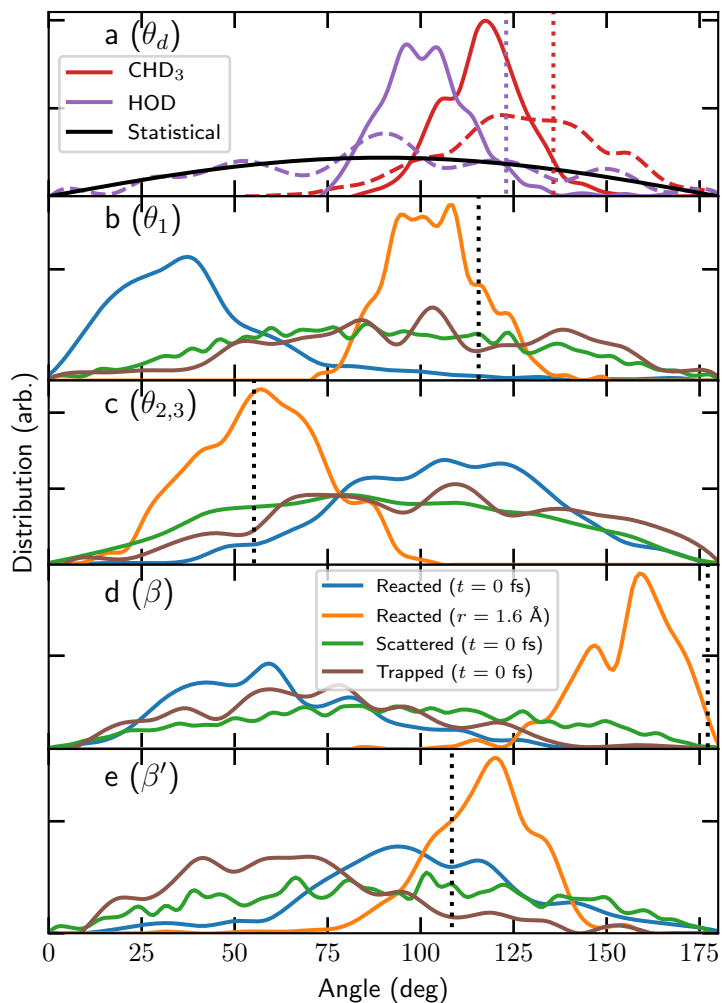 a (θd)
CHD3
HOD
Statistical
b (θ1)
c (θ2,3)
d (β)
Reacted (t = 0 fs)
Reacted (r = 1.6 Å)
Scattered (t = 0 fs)
Trapped (t = 0 fs)
e (β′)
Distribution (arb.)
0 25 50 75 100 125 150 175
Angle (deg)